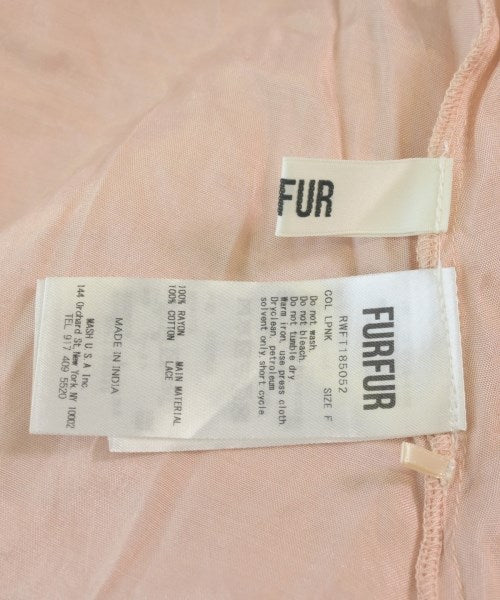 FUR
FURFUR
RWFT185052
COL LPNK SIZE F
Do not wash.
Do not bleach.
Do not tumble dry
Warm iron, use press cloth
Dryclean, petroleum
solvent only short cycle.
100% RAYON MAIN MATERIAL
100% COTTON LACE
MADE IN INDIA
MASH U S A Inc.
144 Orchard St. New York NY 10002
TEL 917 409 5520